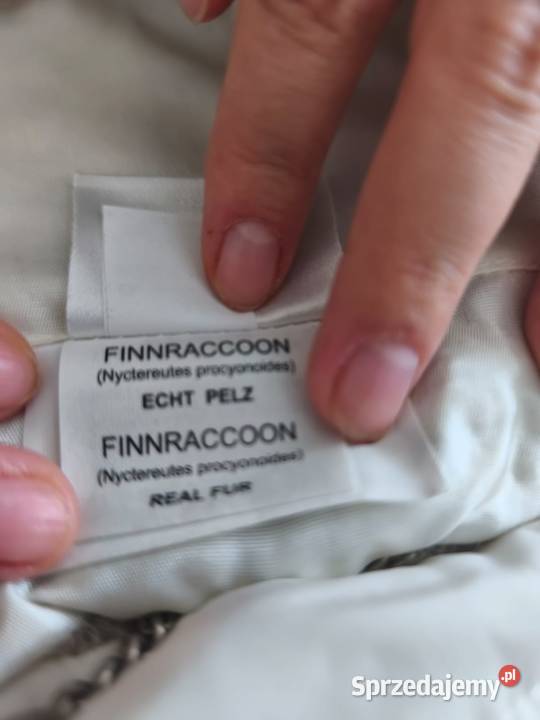 FINNRACCOON
(Nyctereutes procyonoides)
ECHT PELZ
FINNRACCOON
(Nyctereutes procyonoides)
REAL FUR
Sprzedajemy.pl